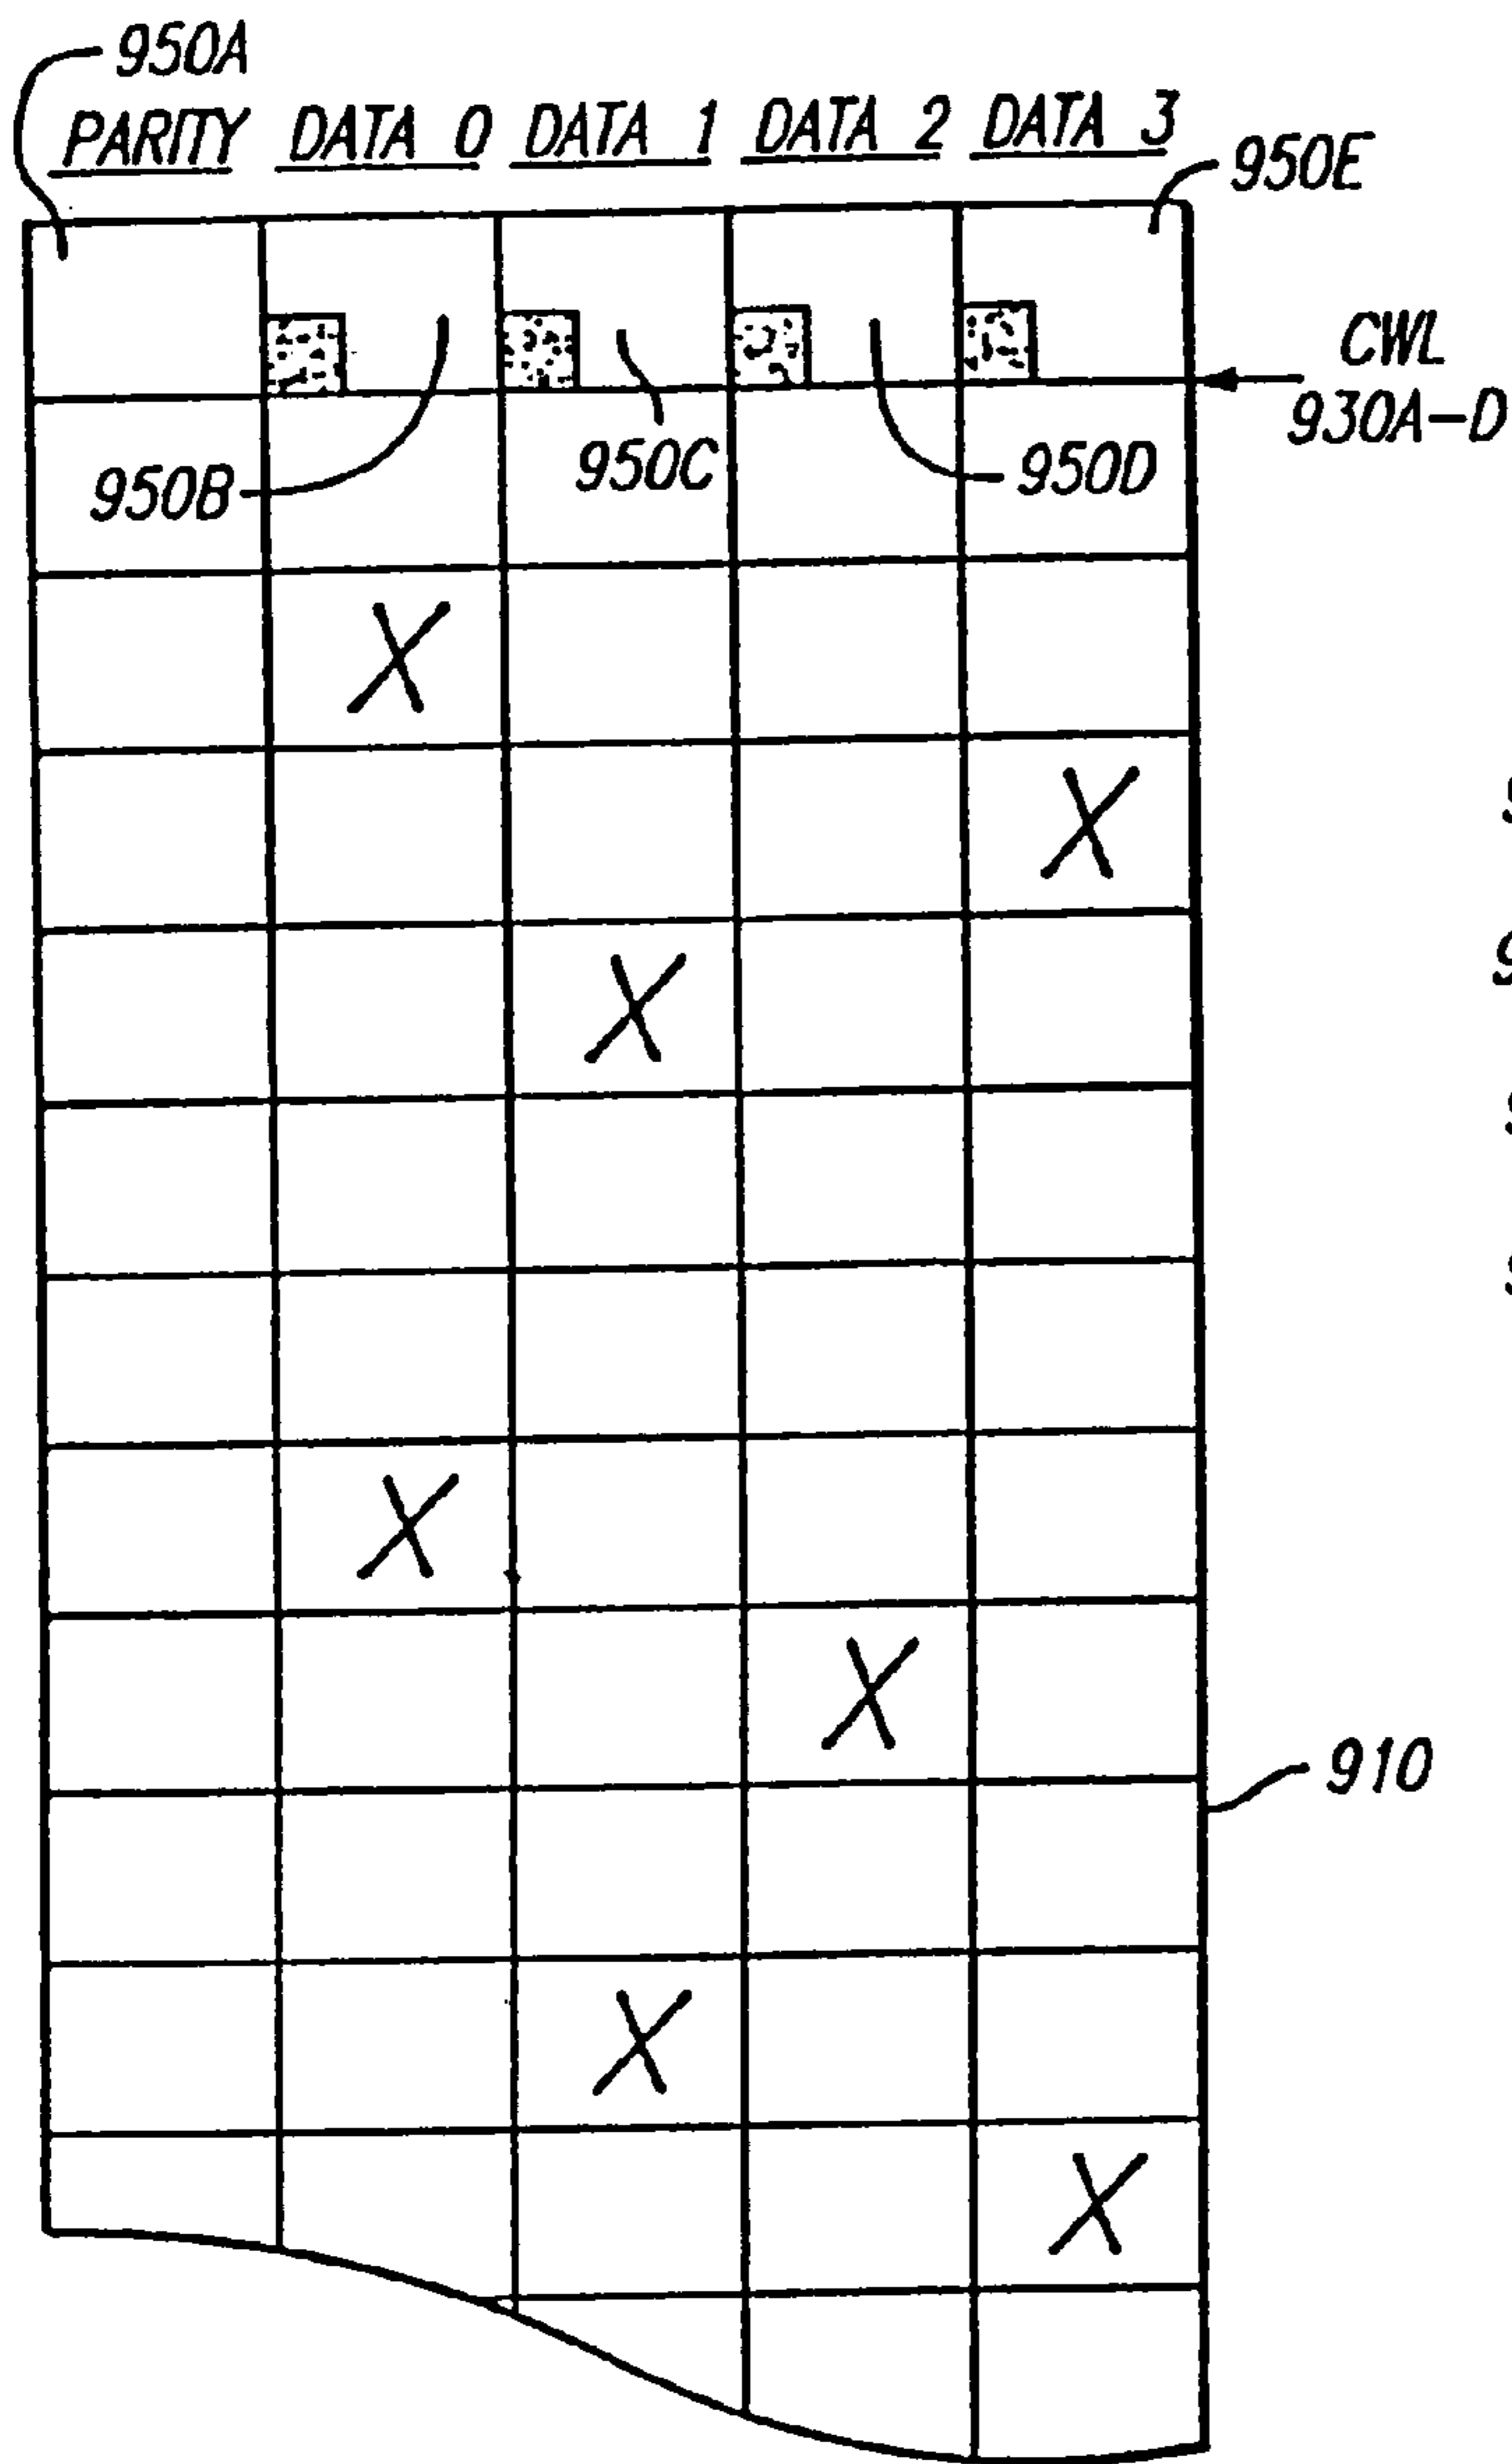 950A
PARITY DATA 0 DATA 1 DATA 2 DATA 3
950E
CWL
930A-D
950B
950C
950D
X
X
X
X
X
X
X
910